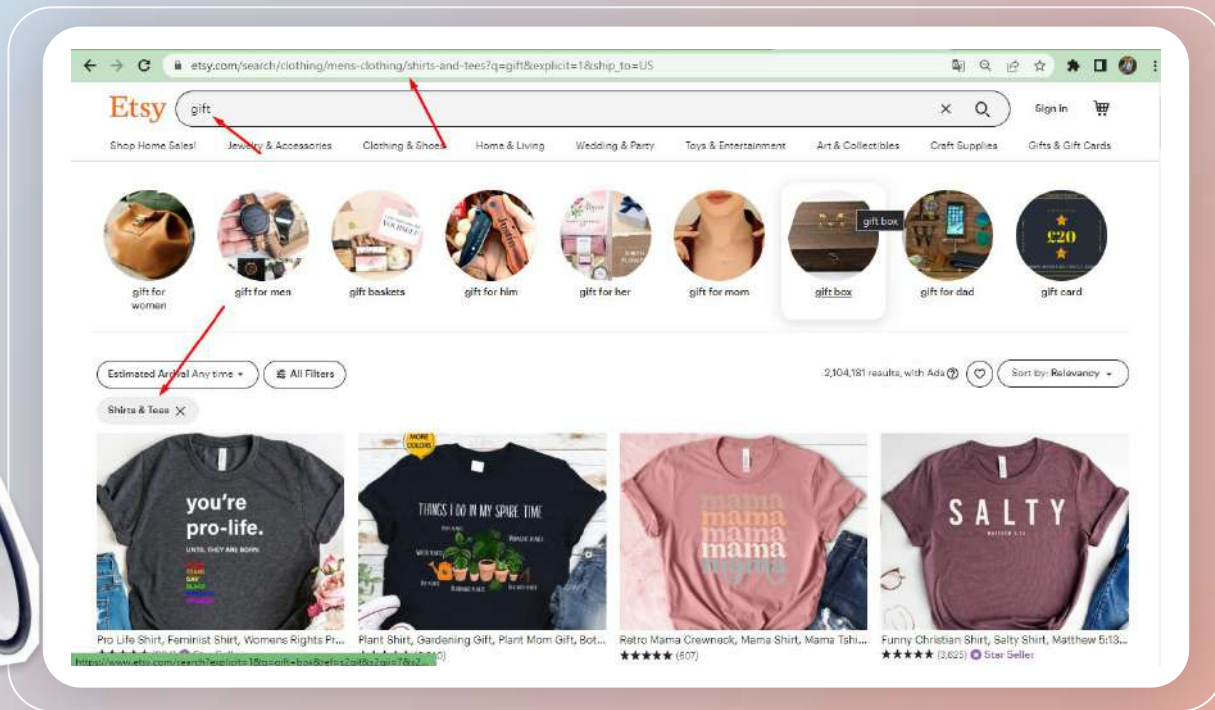 etsy.com/search/clothing/mens-clothing/shirts-and-tees?q=gift&explicit=1&ship_to=US
Etsy gift Sign in
Shop Home Sales! Jewelry & Accessories Clothing & Shoes Home & Living Wedding & Party Toys & Entertainment Art & Collectibles Craft Supplies Gifts & Gift Cards
YOURSELF Justin £20 gift box
gift for women
gift for men
gift baskets
gift for him
gift for her
gift for mom
gift box
gift for dad
gift card
Estimated Arrival Any time All Filters 2,104,181 results, with Ads Sort by: Relevancy
Shirts & Tees
MORE COLORS
you're
pro-life.
UNTIL THEY ARE BORN
GAY
BLACK
THINGS I DO IN MY SPARE TIME
mama
mama
mama
mama
mama
SALTY
Pro Life Shirt, Feminist Shirt, Womens Rights Pr...
Plant Shirt, Gardening Gift, Plant Mom Gift, Bot...
Retro Mama Crewneck, Mama Shirt, Mama Tshi...
Funny Christian Shirt, Salty Shirt, Matthew 5:13...
Star Seller
(607)
(3,625) Star Seller